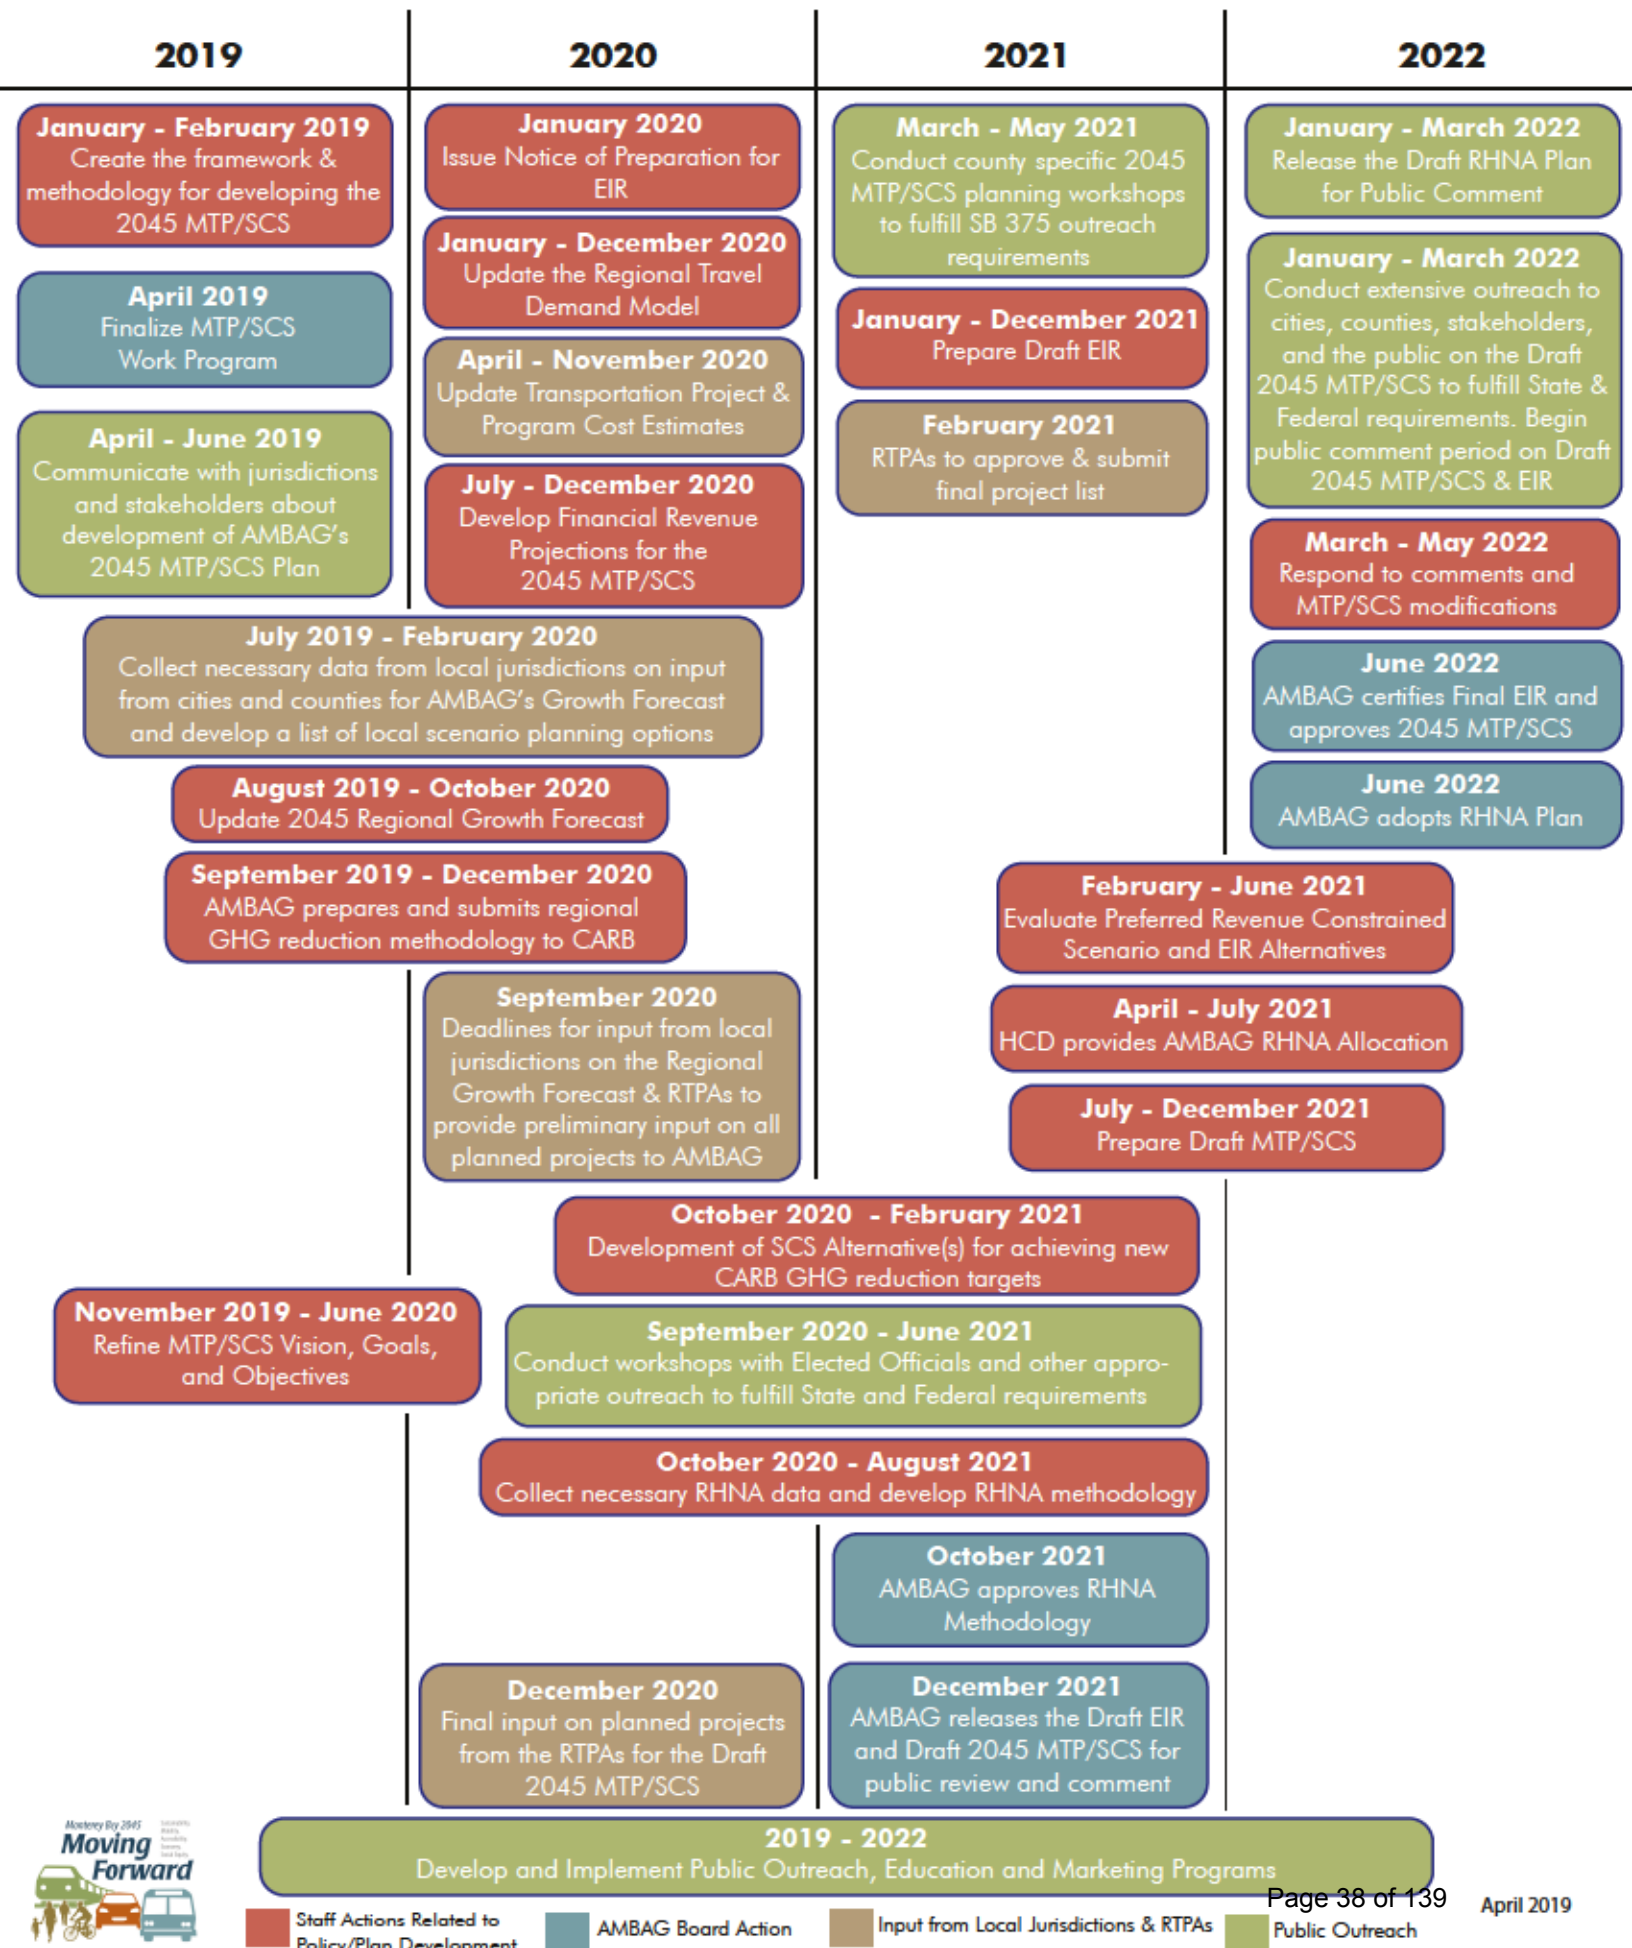 2019
2020
2021
2022
January - February 2019
Create the framework &
methodology for developing the
2045 MTP/SCS
April 2019
Finalize MTP/SCS
Work Program
April - June 2019
Communicate with jurisdictions
and stakeholders about
development of AMBAG's
2045 MTP/SCS Plan
January 2020
Issue Notice of Preparation for
EIR
January - December 2020
Update the Regional Travel
Demand Model
April - November 2020
Update Transportation Project &
Program Cost Estimates
July - December 2020
Develop Financial Revenue
Projections for the
2045 MTP/SCS
March - May 2021
Conduct county specific 2045
MTP/SCS planning workshops
to fulfill SB 375 outreach
requirements
January - December 2021
Prepare Draft EIR
February 2021
RTPAs to approve & submit
final project list
January - March 2022
Release the Draft RHNA Plan
for Public Comment
January - March 2022
Conduct extensive outreach to
cities, counties, stakeholders,
and the public on the Draft
2045 MTP/SCS to fulfill State &
Federal requirements. Begin
public comment period on Draft
2045 MTP/SCS & EIR
March - May 2022
Respond to comments and
MTP/SCS modifications
June 2022
AMBAG certifies Final EIR and
approves 2045 MTP/SCS
June 2022
AMBAG adopts RHNA Plan
July 2019 - February 2020
Collect necessary data from local jurisdictions on input
from cities and counties for AMBAG's Growth Forecast
and develop a list of local scenario planning options
August 2019 - October 2020
Update 2045 Regional Growth Forecast
September 2019 - December 2020
AMBAG prepares and submits regional
GHG reduction methodology to CARB
September 2020
Deadlines for input from local
jurisdictions on the Regional
Growth Forecast & RTPAs to
provide preliminary input on all
planned projects to AMBAG
February - June 2021
Evaluate Preferred Revenue Constrained
Scenario and EIR Alternatives
April - July 2021
HCD provides AMBAG RHNA Allocation
July - December 2021
Prepare Draft MTP/SCS
October 2020 - February 2021
Development of SCS Alternative(s) for achieving new
CARB GHG reduction targets
November 2019 - June 2020
Refine MTP/SCS Vision, Goals,
and Objectives
September 2020 - June 2021
Conduct workshops with Elected Officials and other appro-
priate outreach to fulfill State and Federal requirements
October 2020 - August 2021
Collect necessary RHNA data and develop RHNA methodology
October 2021
AMBAG approves RHNA
Methodology
December 2020
Final input on planned projects
from the RTPAs for the Draft
2045 MTP/SCS
December 2021
AMBAG releases the Draft EIR
and Draft 2045 MTP/SCS for
public review and comment
2019 - 2022
Develop and Implement Public Outreach, Education and Marketing Programs
Monterey Bay 2045
Moving
Forward
Page 38 of 139
April 2019
Staff Actions Related to
Policy/Plan Development
AMBAG Board Action
Input from Local Jurisdictions & RTPAs
Public Outreach